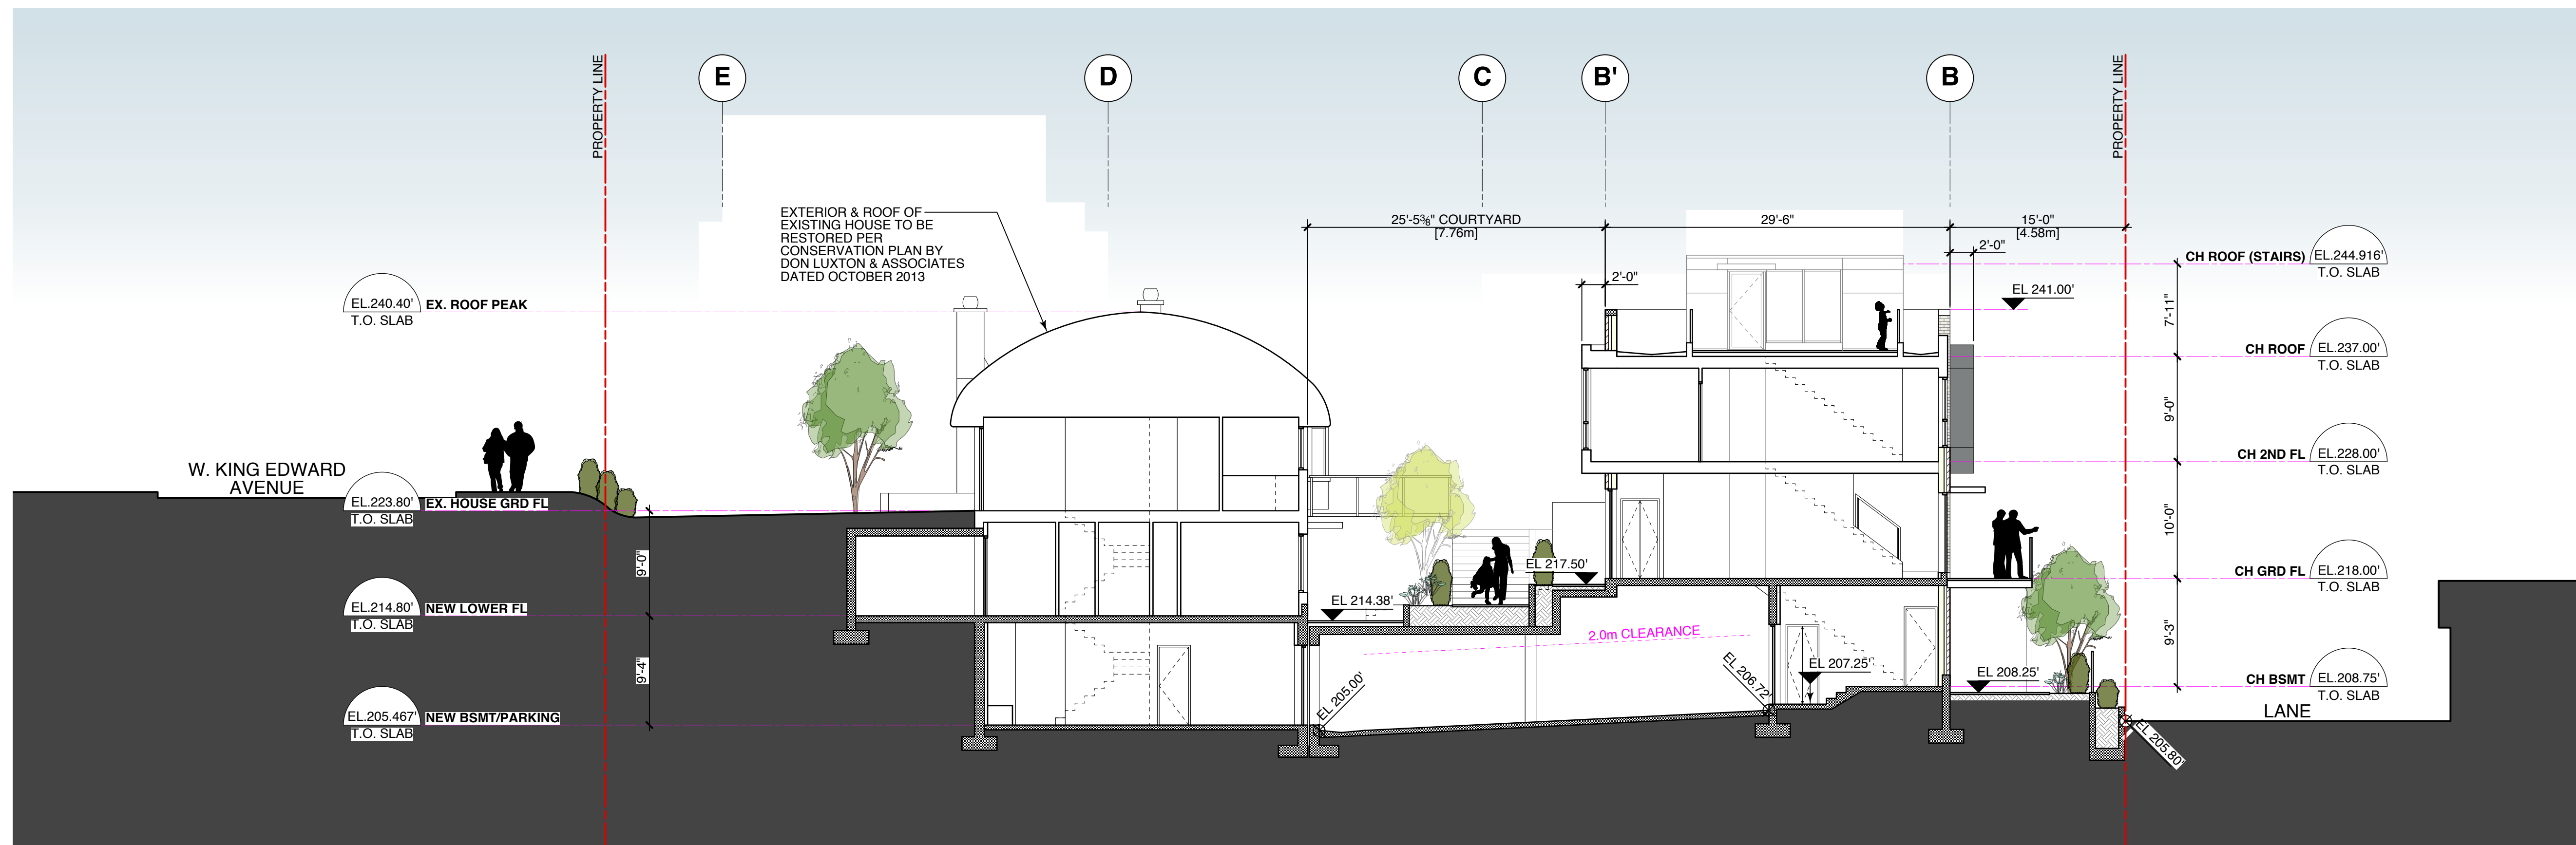 PROPERTY LINE
E
D
C
B'
B
PROPERTY LINE
EXTERIOR & ROOF OF
EXISTING HOUSE TO BE
RESTORED PER
CONSERVATION PLAN BY
DON LUXTON & ASSOCIATES
DATED OCTOBER 2013
25'-5⅜" COURTYARD
[7.76m]
29'-6"
15'-0"
[4.58m]
2'-0"
2'-0"
CH ROOF (STAIRS)
EL.244.916'
T.O. SLAB
EL 241.00'
7'-11"
EL.240.40'
EX. ROOF PEAK
T.O. SLAB
CH ROOF
EL.237.00'
T.O. SLAB
9'-0"
CH 2ND FL
EL.228.00'
T.O. SLAB
W. KING EDWARD
AVENUE
EL.223.80'
EX. HOUSE GRD FL
T.O. SLAB
10'-0"
9'-0"
EL 217.50'
CH GRD FL
EL.218.00'
T.O. SLAB
EL.214.80'
NEW LOWER FL
T.O. SLAB
EL 214.38'
2.0m CLEARANCE
9'-3"
9'-4"
EL 205.00'
EL 206.72'
EL 207.25'
EL 208.25'
CH BSMT
EL.208.75'
T.O. SLAB
EL.205.467'
NEW BSMT/PARKING
T.O. SLAB
LANE
EL 205.80'